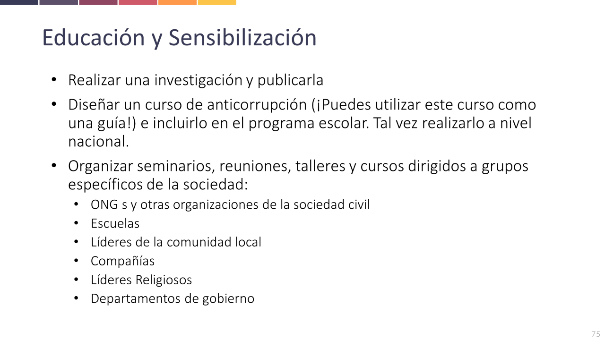 Educación y Sensibilización
• Realizar una investigación y publicarla
• Diseñar un curso de anticorrupción (¡Puedes utilizar este curso como
una guía!) e incluirlo en el programa escolar. Tal vez realizarlo a nivel
nacional.
• Organizar seminarios, reuniones, talleres y cursos dirigidos a grupos
específicos de la sociedad:
• ONG s y otras organizaciones de la sociedad civil
• Escuelas
• Líderes de la comunidad local
• Compañías
• Líderes Religiosos
• Departamentos de gobierno
75